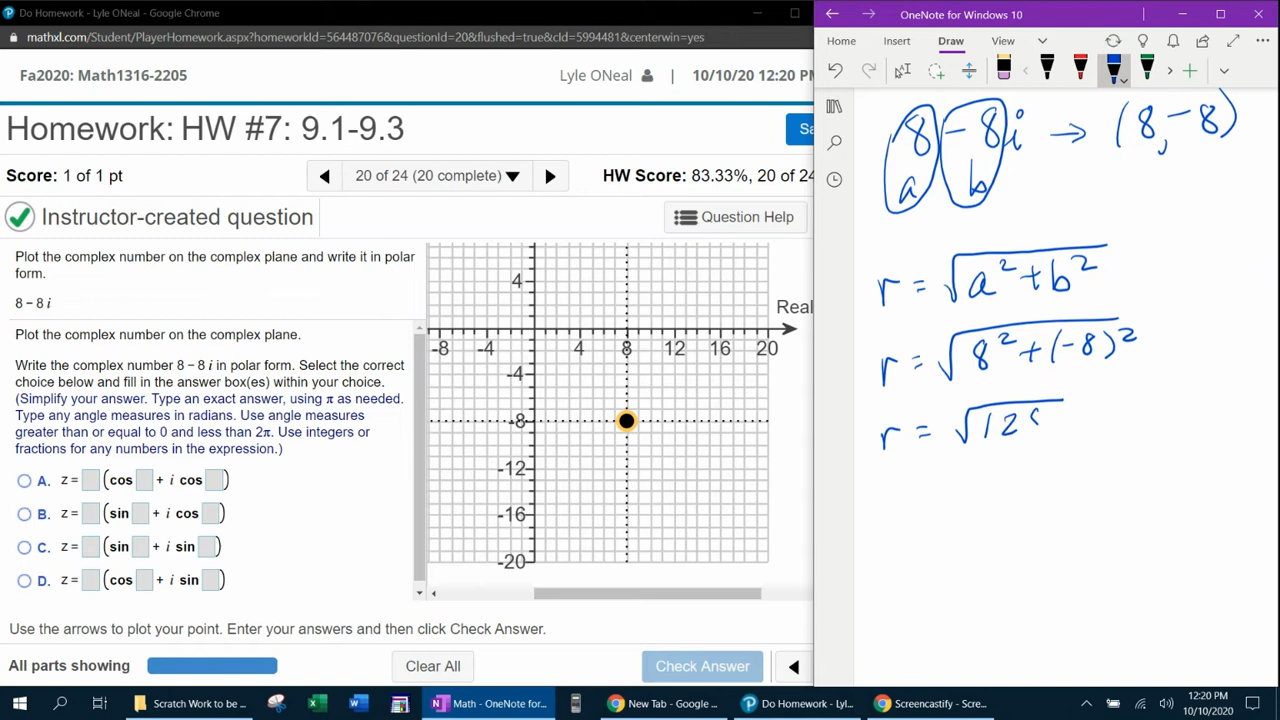 Do Homework - Lyle ONeal - Google Chrome
mathxl.com/Student/PlayerHomework.aspx?homeworkId=564487076&questionId=20&flushed=true&cId=5994481&centerwin=yes
Fa2020: Math1316-2205
Lyle ONeal
10/10/20 12:20 PM
Homework: HW #7: 9.1-9.3
Sa
Score: 1 of 1 pt
20 of 24 (20 complete)
HW Score: 83.33%, 20 of 24
Instructor-created question
Question Help
Plot the complex number on the complex plane and write it in polar
form.
8 − 8 i
Plot the complex number on the complex plane.
Write the complex number 8 − 8 i in polar form. Select the correct
choice below and fill in the answer box(es) within your choice.
(Simplify your answer. Type an exact answer, using π as needed.
Type any angle measures in radians. Use angle measures
greater than or equal to 0 and less than 2π. Use integers or
fractions for any numbers in the expression.)
A. z = (cos + i cos )
B. z = (sin + i cos )
C. z = (sin + i sin )
D. z = (cos + i sin )
4
Real
-8 -4 4 8 12 16 20
-4
-8
-12
-16
-20
Use the arrows to plot your point. Enter your answers and then click Check Answer.
All parts showing
Clear All
Check Answer
OneNote for Windows 10
Home Insert Draw View
8 − 8i → (8, −8)
a b
r = √a² + b²
r = √8² + (−8)²
r = √12
Scratch Work to be ...
Math - OneNote for ...
New Tab - Google ...
Do Homework - Lyl...
Screencastify - Scre...
12:20 PM
10/10/2020